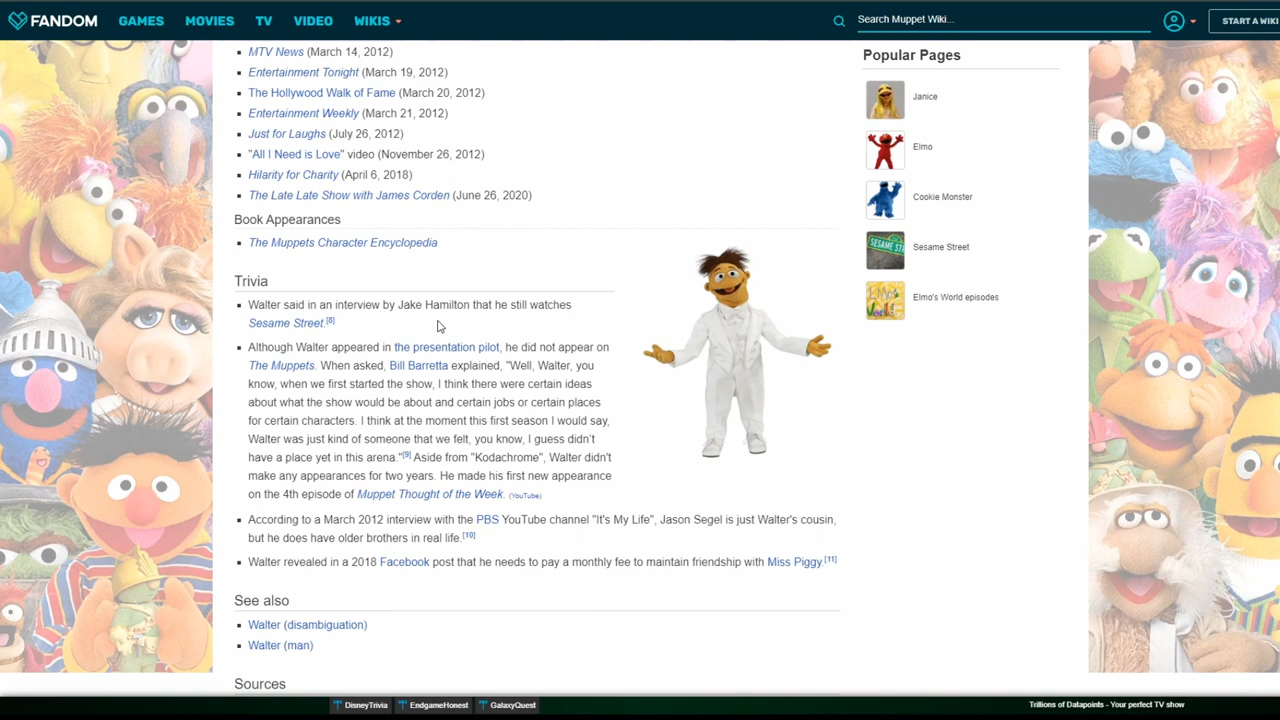 FANDOM GAMES MOVIES TV VIDEO WIKIS Search Muppet Wiki... START A WIKI
MTV News (March 14, 2012)
Entertainment Tonight (March 19, 2012)
The Hollywood Walk of Fame (March 20, 2012)
Entertainment Weekly (March 21, 2012)
Just for Laughs (July 26, 2012)
"All I Need is Love" video (November 26, 2012)
Hilarity for Charity (April 6, 2018)
The Late Late Show with James Corden (June 26, 2020)
Book Appearances
The Muppets Character Encyclopedia
Trivia
Walter said in an interview by Jake Hamilton that he still watches
Sesame Street.[8]
Although Walter appeared in the presentation pilot, he did not appear on
The Muppets. When asked, Bill Barretta explained, "Well, Walter, you
know, when we first started the show, I think there were certain ideas
about what the show would be about and certain jobs or certain places
for certain characters. I think at the moment this first season I would say,
Walter was just kind of someone that we felt, you know, I guess didn't
have a place yet in this arena."[9] Aside from "Kodachrome", Walter didn't
make any appearances for two years. He made his first new appearance
on the 4th episode of Muppet Thought of the Week. (YouTube)
According to a March 2012 interview with the PBS YouTube channel "It's My Life", Jason Segel is just Walter's cousin,
but he does have older brothers in real life.[10]
Walter revealed in a 2018 Facebook post that he needs to pay a monthly fee to maintain friendship with Miss Piggy.[11]
See also
Walter (disambiguation)
Walter (man)
Sources
Popular Pages
Janice
Elmo
Cookie Monster
SESAME ST
Sesame Street
Elmo's World episodes
DisneyTrivia EndgameHonest GalaxyQuest Trillions of Datapoints - Your perfect TV show